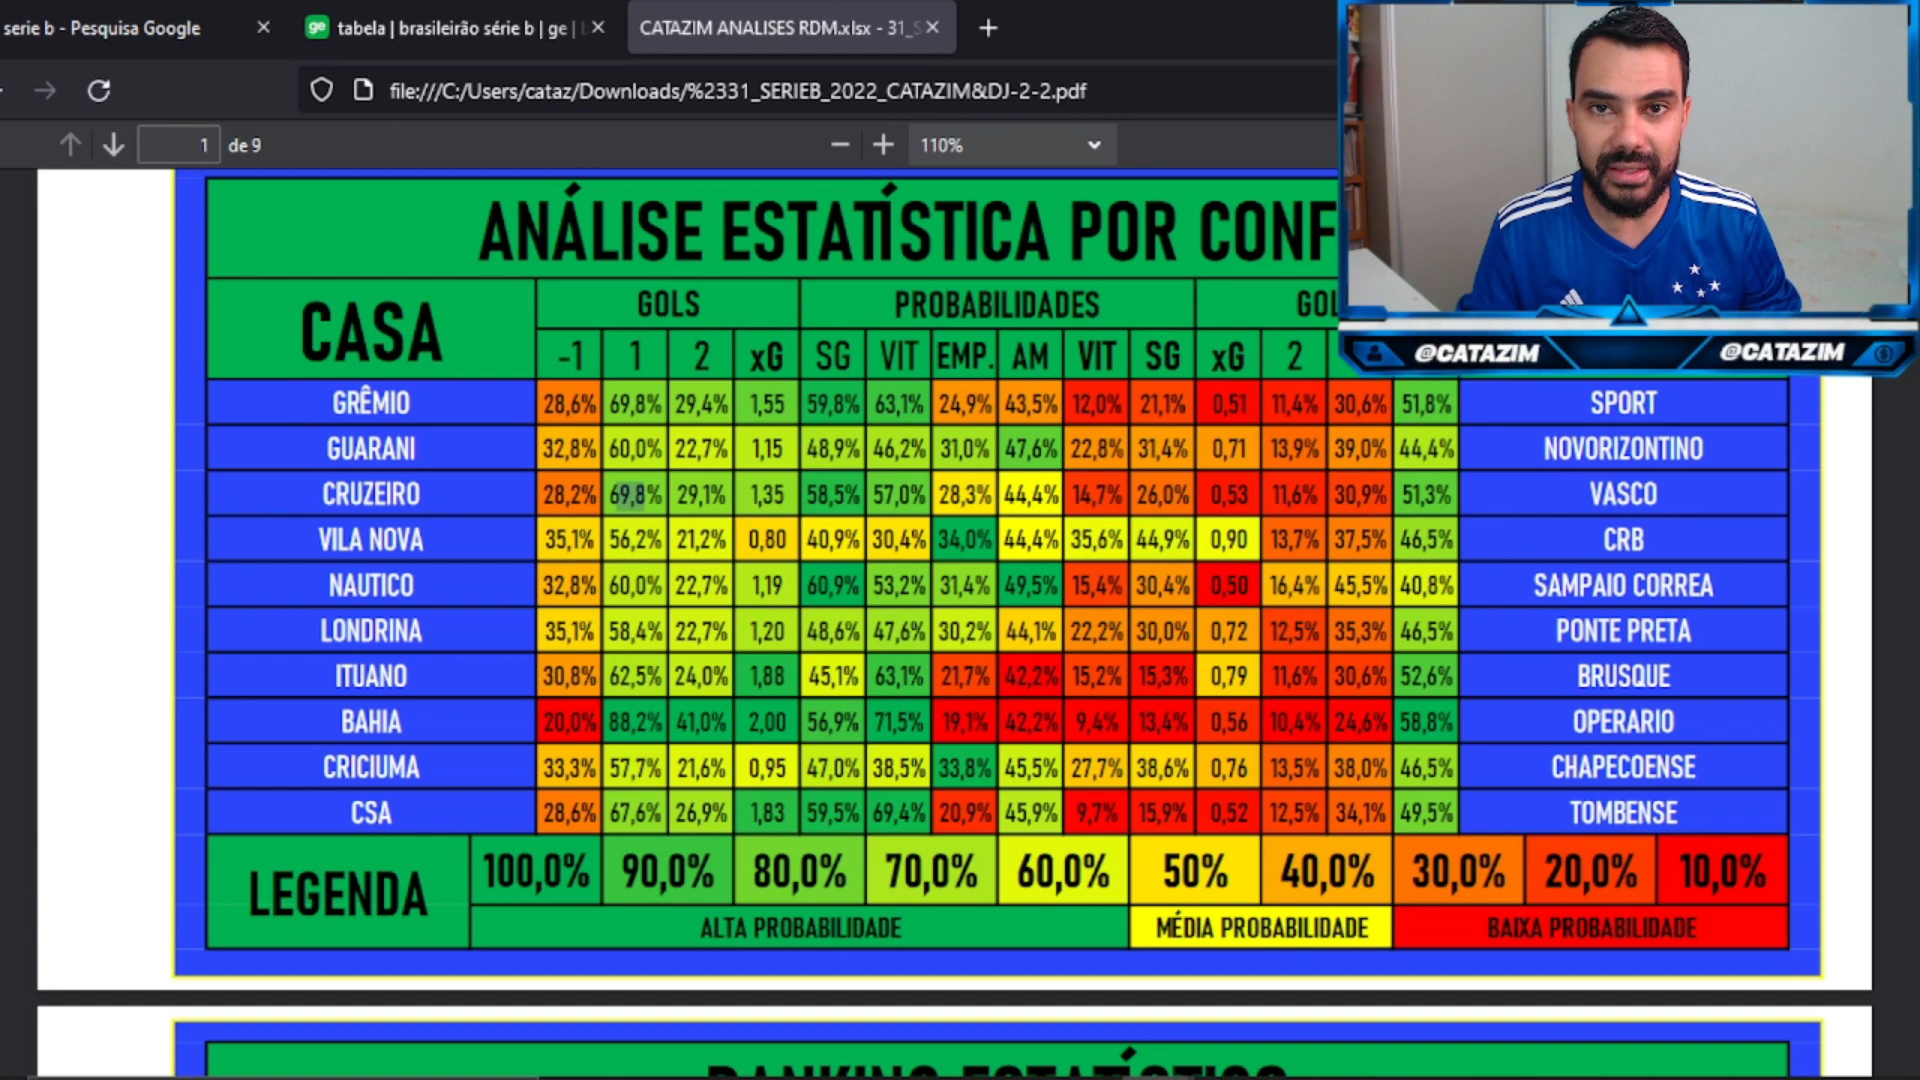 serie b - Pesquisa Google
ge tabela | brasileirão série b | ge |
CATAZIM ANALISES RDM.xlsx - 31_S
file:///C:/Users/cataz/Downloads/%2331_SERIEB_2022_CATAZIM&DJ-2-2.pdf
1 de 9
110%
ANÁLISE ESTATÍSTICA POR CONF
@CATAZIM @CATAZIM
CASA GOLS PROBABILIDADES GOL
-1 1 2 xG SG VIT EMP. AM VIT SG xG 2
GRÊMIO 28,6% 69,8% 29,4% 1,55 59,8% 63,1% 24,9% 43,5% 12,0% 21,1% 0,51 11,4% 30,6% 51,8% SPORT
GUARANI 32,8% 60,0% 22,7% 1,15 48,9% 46,2% 31,0% 47,6% 22,8% 31,4% 0,71 13,9% 39,0% 44,4% NOVORIZONTINO
CRUZEIRO 28,2% 69,8% 29,1% 1,35 58,5% 57,0% 28,3% 44,4% 14,7% 26,0% 0,53 11,6% 30,9% 51,3% VASCO
VILA NOVA 35,1% 56,2% 21,2% 0,80 40,9% 30,4% 34,0% 44,4% 35,6% 44,9% 0,90 13,7% 37,5% 46,5% CRB
NAUTICO 32,8% 60,0% 22,7% 1,19 60,9% 53,2% 31,4% 49,5% 15,4% 30,4% 0,50 16,4% 45,5% 40,8% SAMPAIO CORREA
LONDRINA 35,1% 58,4% 22,7% 1,20 48,6% 47,6% 30,2% 44,1% 22,2% 30,0% 0,72 12,5% 35,3% 46,5% PONTE PRETA
ITUANO 30,8% 62,5% 24,0% 1,88 45,1% 63,1% 21,7% 42,2% 15,2% 15,3% 0,79 11,6% 30,6% 52,6% BRUSQUE
BAHIA 20,0% 88,2% 41,0% 2,00 56,9% 71,5% 19,1% 42,2% 9,4% 13,4% 0,56 10,4% 24,6% 58,8% OPERARIO
CRICIUMA 33,3% 57,7% 21,6% 0,95 47,0% 38,5% 33,8% 45,5% 27,7% 38,6% 0,76 13,5% 38,0% 46,5% CHAPECOENSE
CSA 28,6% 67,6% 26,9% 1,83 59,5% 69,4% 20,9% 45,9% 9,7% 15,9% 0,52 12,5% 34,1% 49,5% TOMBENSE
LEGENDA 100,0% 90,0% 80,0% 70,0% 60,0% 50% 40,0% 30,0% 20,0% 10,0%
ALTA PROBABILIDADE MÉDIA PROBABILIDADE BAIXA PROBABILIDADE
RANKING ESTATÍSTICO